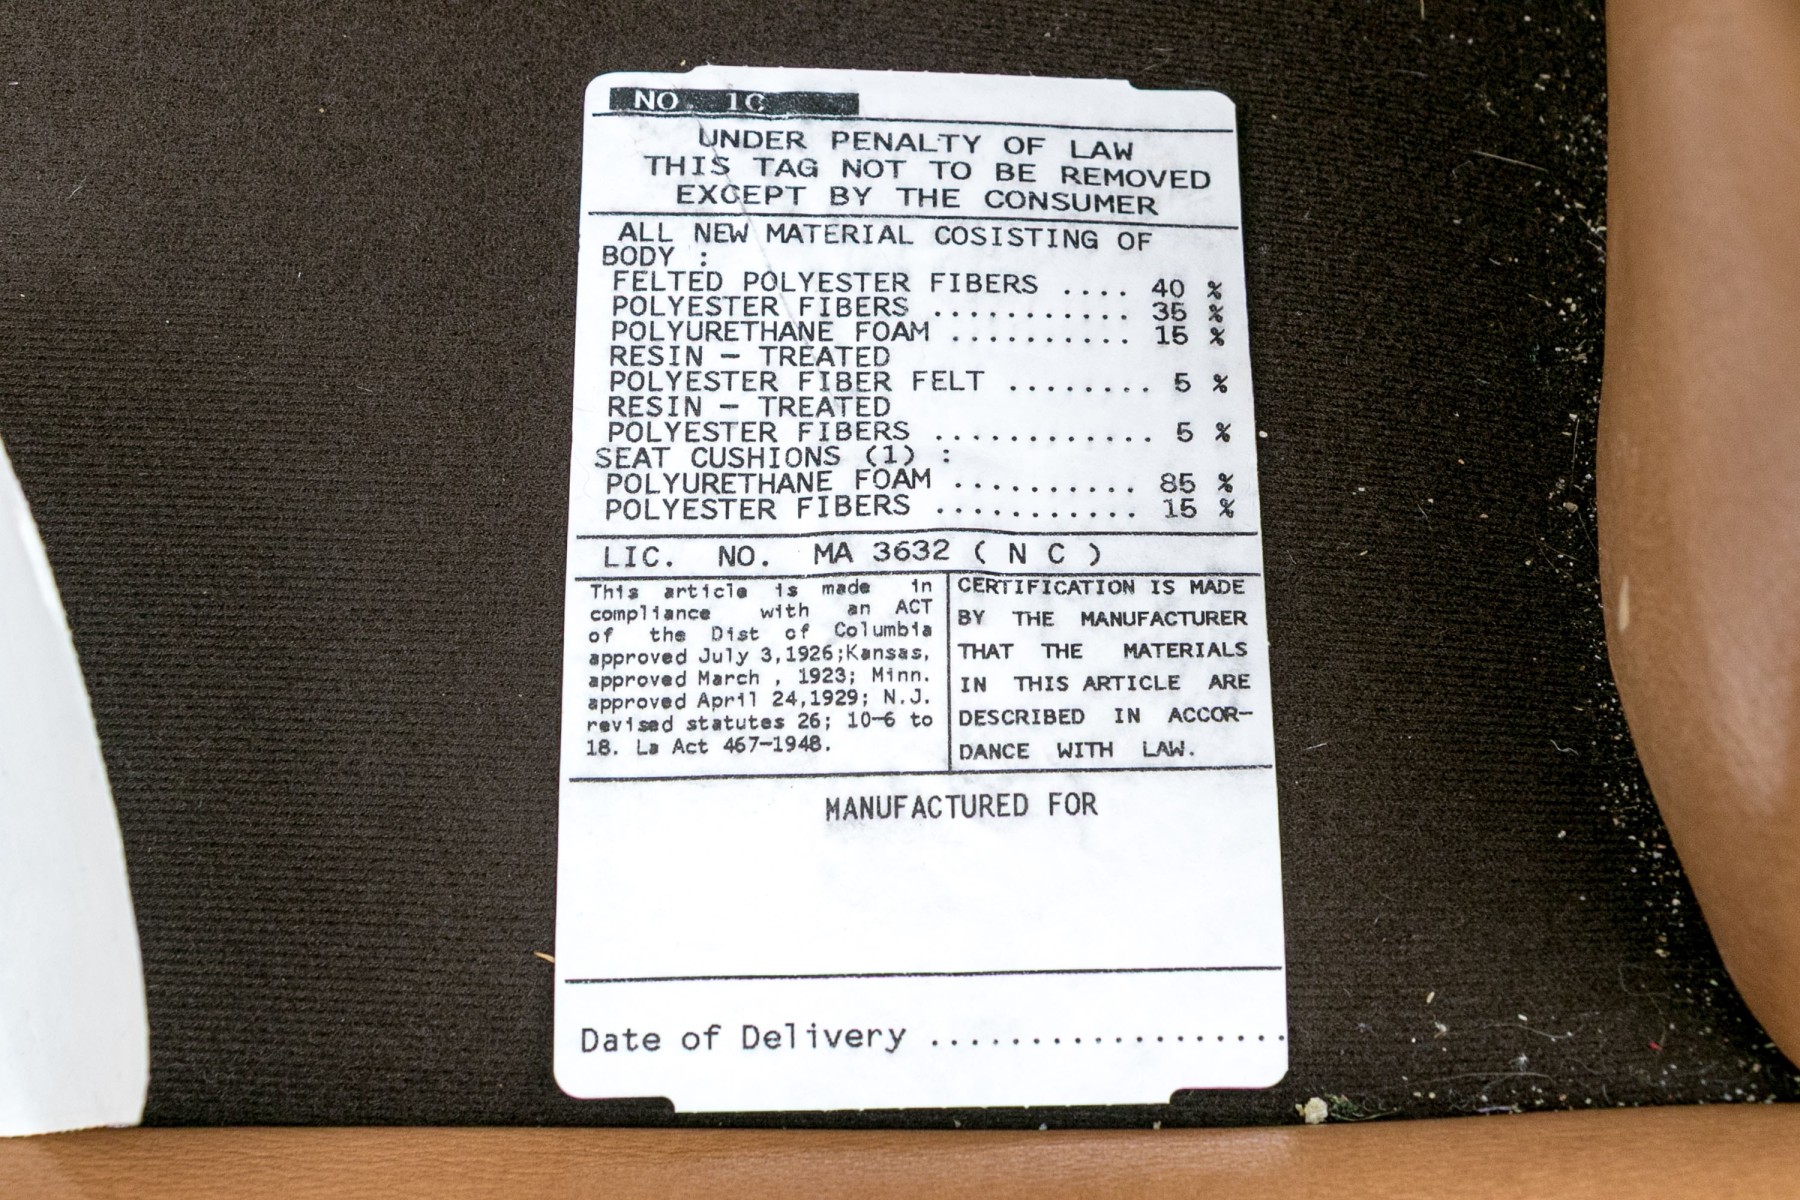 NO. 1C
UNDER PENALTY OF LAW
THIS TAG NOT TO BE REMOVED
EXCEPT BY THE CONSUMER
ALL NEW MATERIAL COSISTING OF
BODY :
FELTED POLYESTER FIBERS .... 40 %
POLYESTER FIBERS ........... 35 %
POLYURETHANE FOAM .......... 15 %
RESIN – TREATED
POLYESTER FIBER FELT ........ 5 %
RESIN – TREATED
POLYESTER FIBERS ............ 5 %
SEAT CUSHIONS (1) :
POLYURETHANE FOAM .......... 85 %
POLYESTER FIBERS ........... 15 %
LIC. NO. MA 3632 ( N C )
This article is made in
compliance with an ACT
of the Dist of Columbia
approved July 3,1926;Kansas,
approved March , 1923; Minn.
approved April 24,1929; N.J.
revised statutes 26; 10–6 to
18. La Act 467–1948.
CERTIFICATION IS MADE
BY THE MANUFACTURER
THAT THE MATERIALS
IN THIS ARTICLE ARE
DESCRIBED IN ACCOR–
DANCE WITH LAW.
MANUFACTURED FOR
Date of Delivery ..................